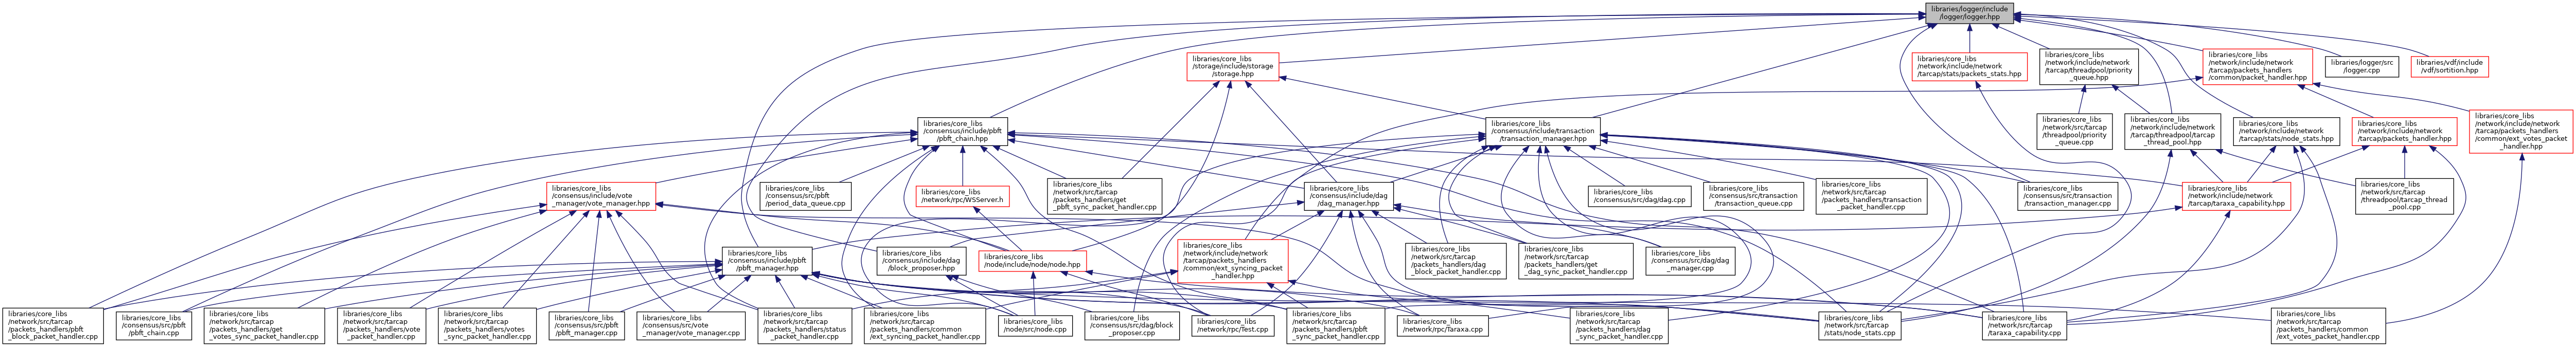 libraries/logger/include
/logger/logger.hpp
libraries/core_libs
/storage/include/storage
/storage.hpp
libraries/core_libs
/network/include/network
/tarcap/stats/packets_stats.hpp
libraries/core_libs
/network/include/network
/tarcap/threadpool/priority
_queue.hpp
libraries/core_libs
/network/include/network
/tarcap/packets_handlers
/common/packet_handler.hpp
libraries/logger/src
/logger.cpp
libraries/vdf/include
/vdf/sortition.hpp
libraries/core_libs
/consensus/include/pbft
/pbft_chain.hpp
libraries/core_libs
/consensus/include/transaction
/transaction_manager.hpp
libraries/core_libs
/network/src/tarcap
/threadpool/priority
_queue.cpp
libraries/core_libs
/network/include/network
/tarcap/threadpool/tarcap
_thread_pool.hpp
libraries/core_libs
/network/include/network
/tarcap/stats/node_stats.hpp
libraries/core_libs
/network/include/network
/tarcap/packets_handler.hpp
libraries/core_libs
/network/include/network
/tarcap/packets_handlers
/common/ext_votes_packet
_handler.hpp
libraries/core_libs
/consensus/include/vote
_manager/vote_manager.hpp
libraries/core_libs
/consensus/src/pbft
/period_data_queue.cpp
libraries/core_libs
/network/rpc/WSServer.h
libraries/core_libs
/network/src/tarcap
/packets_handlers/get
_pbft_sync_packet_handler.cpp
libraries/core_libs
/consensus/include/dag
/dag_manager.hpp
libraries/core_libs
/consensus/src/dag/dag.cpp
libraries/core_libs
/consensus/src/transaction
/transaction_queue.cpp
libraries/core_libs
/network/src/tarcap
/packets_handlers/transaction
_packet_handler.cpp
libraries/core_libs
/consensus/src/transaction
/transaction_manager.cpp
libraries/core_libs
/network/include/network
/tarcap/taraxa_capability.hpp
libraries/core_libs
/network/src/tarcap
/threadpool/tarcap_thread
_pool.cpp
libraries/core_libs
/consensus/include/pbft
/pbft_manager.hpp
libraries/core_libs
/consensus/include/dag
/block_proposer.hpp
libraries/core_libs
/node/include/node/node.hpp
libraries/core_libs
/network/include/network
/tarcap/packets_handlers
/common/ext_syncing_packet
_handler.hpp
libraries/core_libs
/network/src/tarcap
/packets_handlers/dag
_block_packet_handler.cpp
libraries/core_libs
/network/src/tarcap
/packets_handlers/get
_dag_sync_packet_handler.cpp
libraries/core_libs
/consensus/src/dag/dag
_manager.cpp
libraries/core_libs
/network/src/tarcap
/packets_handlers/pbft
_block_packet_handler.cpp
libraries/core_libs
/consensus/src/pbft
/pbft_chain.cpp
libraries/core_libs
/network/src/tarcap
/packets_handlers/get
_votes_sync_packet_handler.cpp
libraries/core_libs
/network/src/tarcap
/packets_handlers/vote
_packet_handler.cpp
libraries/core_libs
/network/src/tarcap
/packets_handlers/votes
_sync_packet_handler.cpp
libraries/core_libs
/consensus/src/pbft
/pbft_manager.cpp
libraries/core_libs
/consensus/src/vote
_manager/vote_manager.cpp
libraries/core_libs
/network/src/tarcap
/packets_handlers/status
_packet_handler.cpp
libraries/core_libs
/network/src/tarcap
/packets_handlers/common
/ext_syncing_packet_handler.cpp
libraries/core_libs
/node/src/node.cpp
libraries/core_libs
/consensus/src/dag/block
_proposer.cpp
libraries/core_libs
/network/rpc/Test.cpp
libraries/core_libs
/network/src/tarcap
/packets_handlers/pbft
_sync_packet_handler.cpp
libraries/core_libs
/network/rpc/Taraxa.cpp
libraries/core_libs
/network/src/tarcap
/packets_handlers/dag
_sync_packet_handler.cpp
libraries/core_libs
/network/src/tarcap
/stats/node_stats.cpp
libraries/core_libs
/network/src/tarcap
/taraxa_capability.cpp
libraries/core_libs
/network/src/tarcap
/packets_handlers/common
/ext_votes_packet_handler.cpp